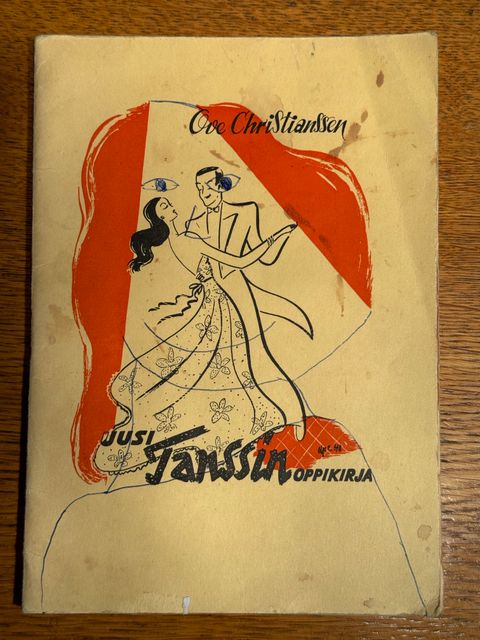 Ove Christianssen
UUSI
Tanssin
OPPIKIRJA